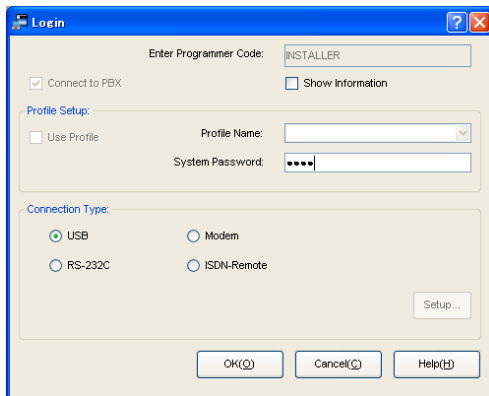 Login
Enter Programmer Code: INSTALLER
Connect to PBX Show Information
Profile Setup:
Use Profile Profile Name:
System Password: ••••
Connection Type:
USB Modem
RS-232C ISDN-Remote
Setup...
OK(O) Cancel(C) Help(H)